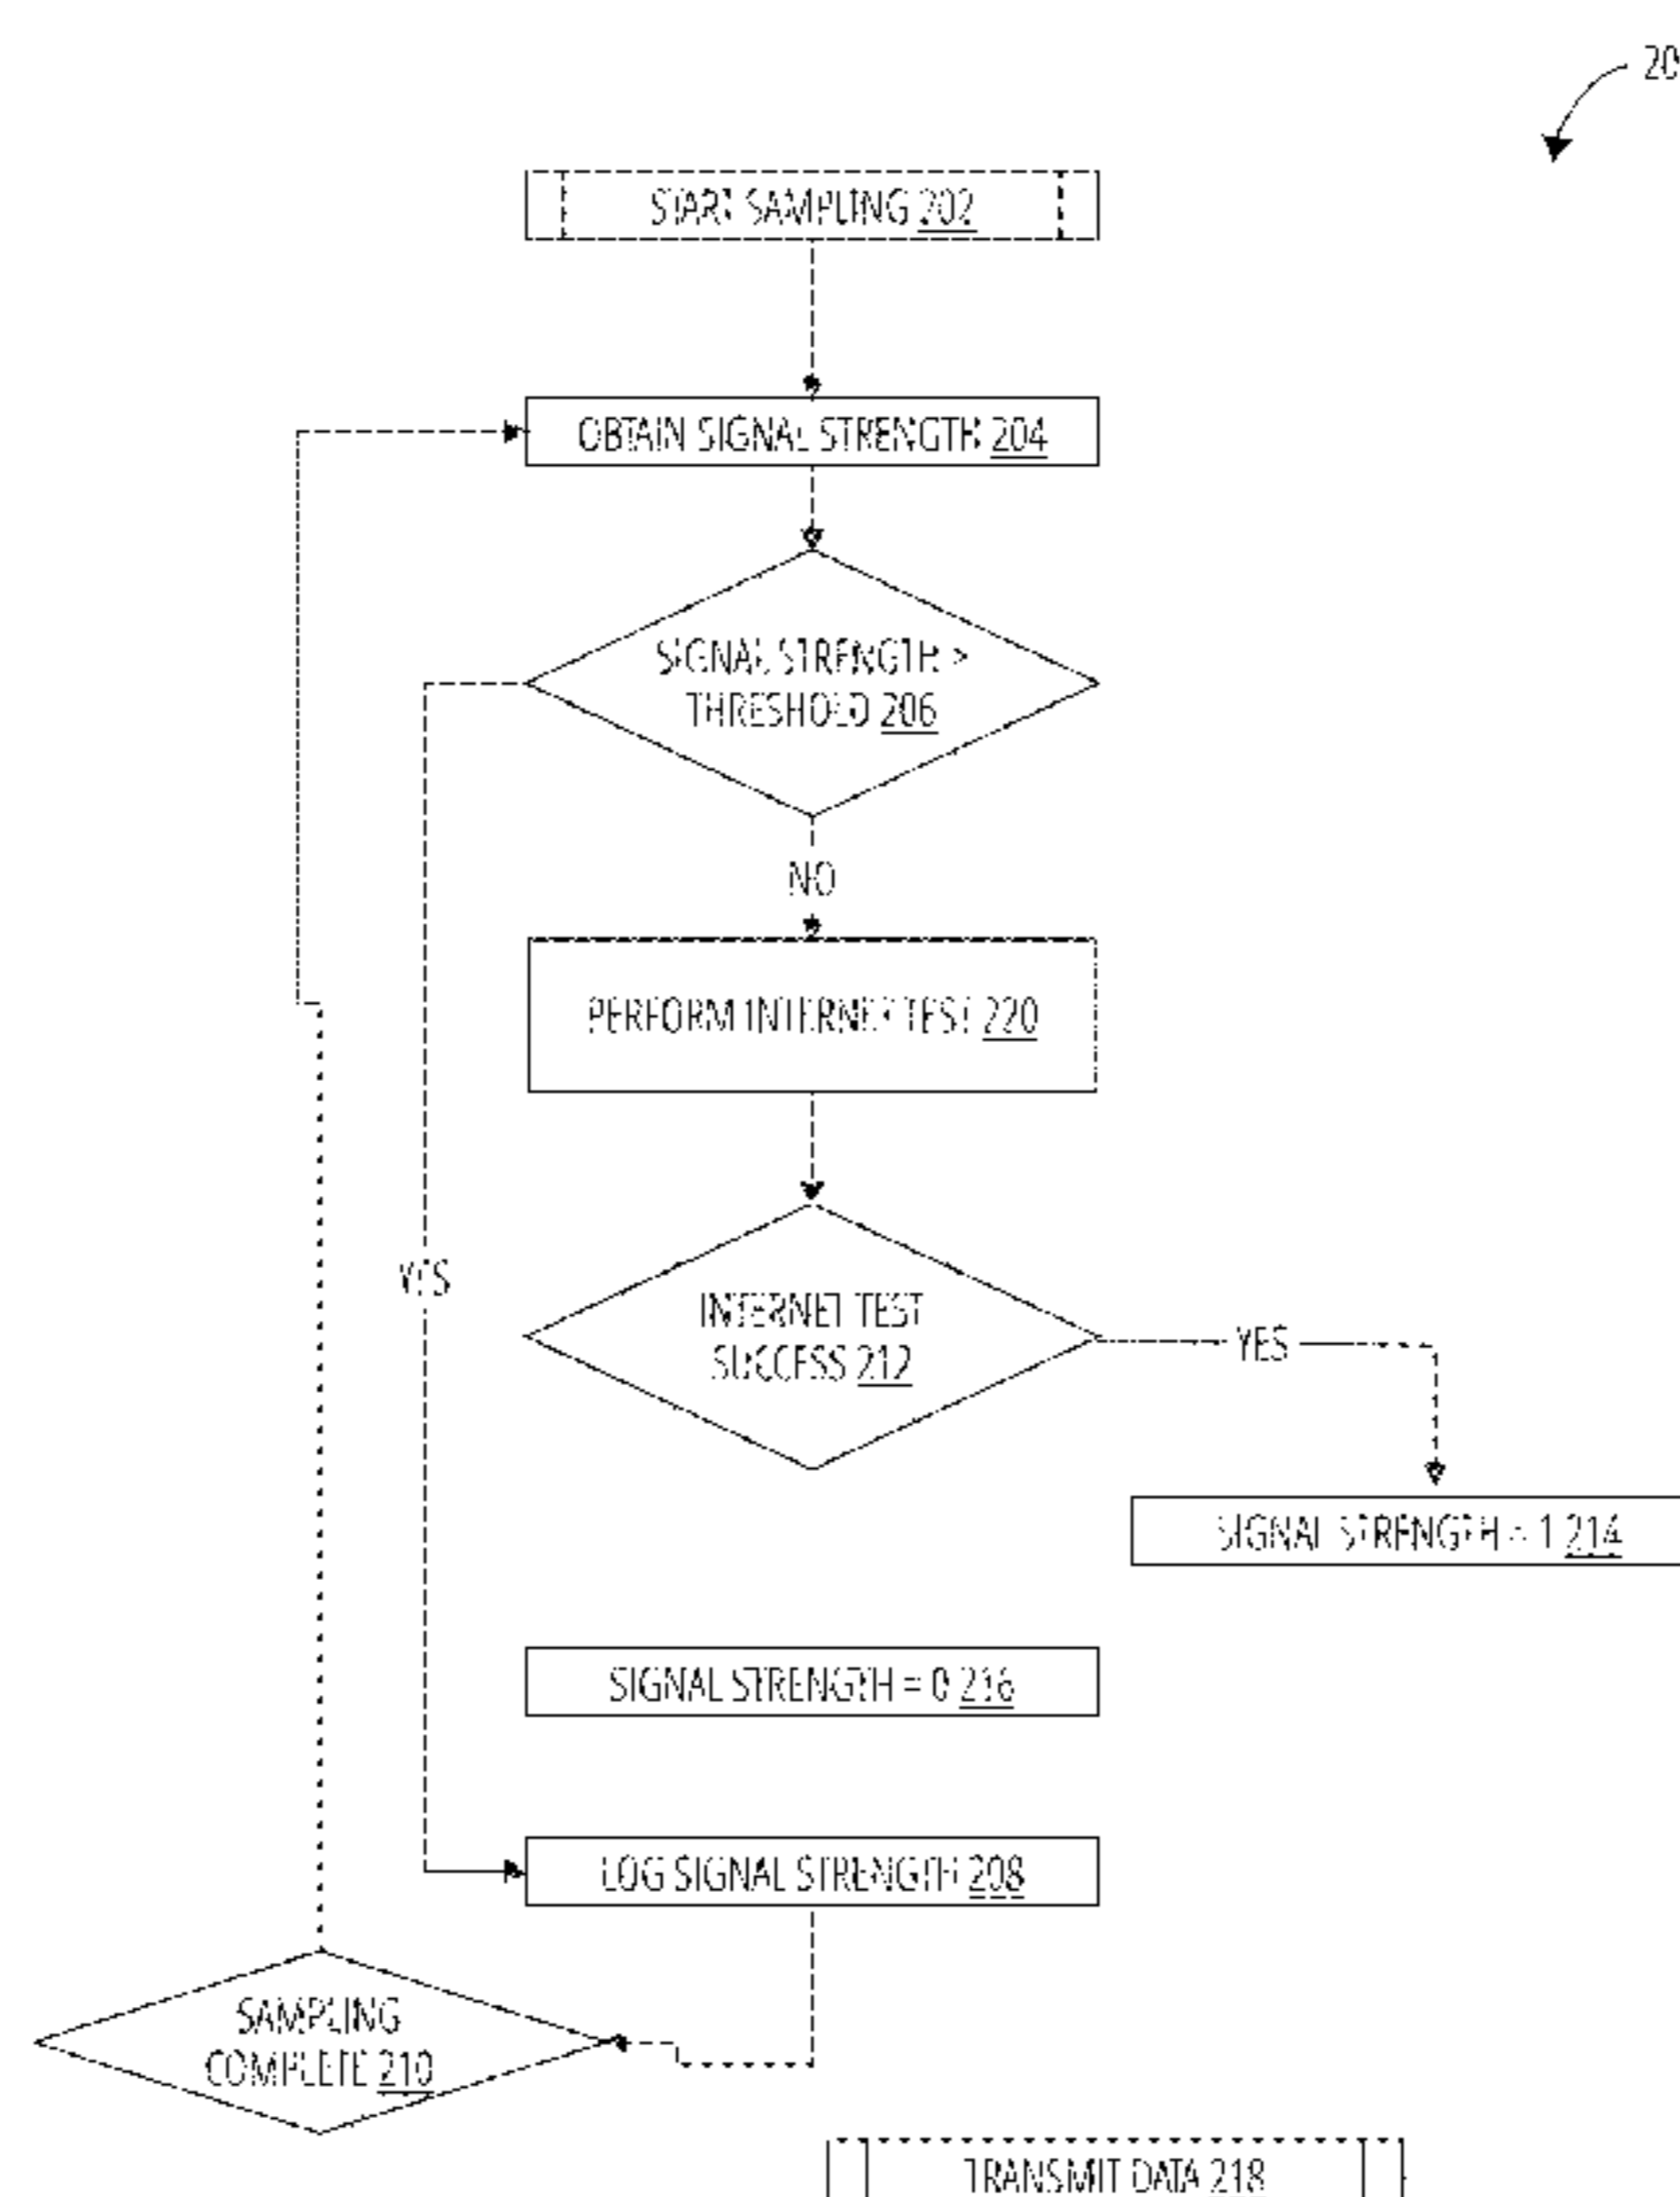 20
START SAMPLING 202
OBTAIN SIGNAL STRENGTH 204
SIGNAL STRENGTH >
THRESHOLD 206
NO
PERFORM INTERNET TEST 220
YES
INTERNET TEST
SUCCESS 212
YES
SIGNAL STRENGTH = 1 214
SIGNAL STRENGTH = 0 216
LOG SIGNAL STRENGTH 208
SAMPLING
COMPLETE 210
TRANSMIT DATA 218